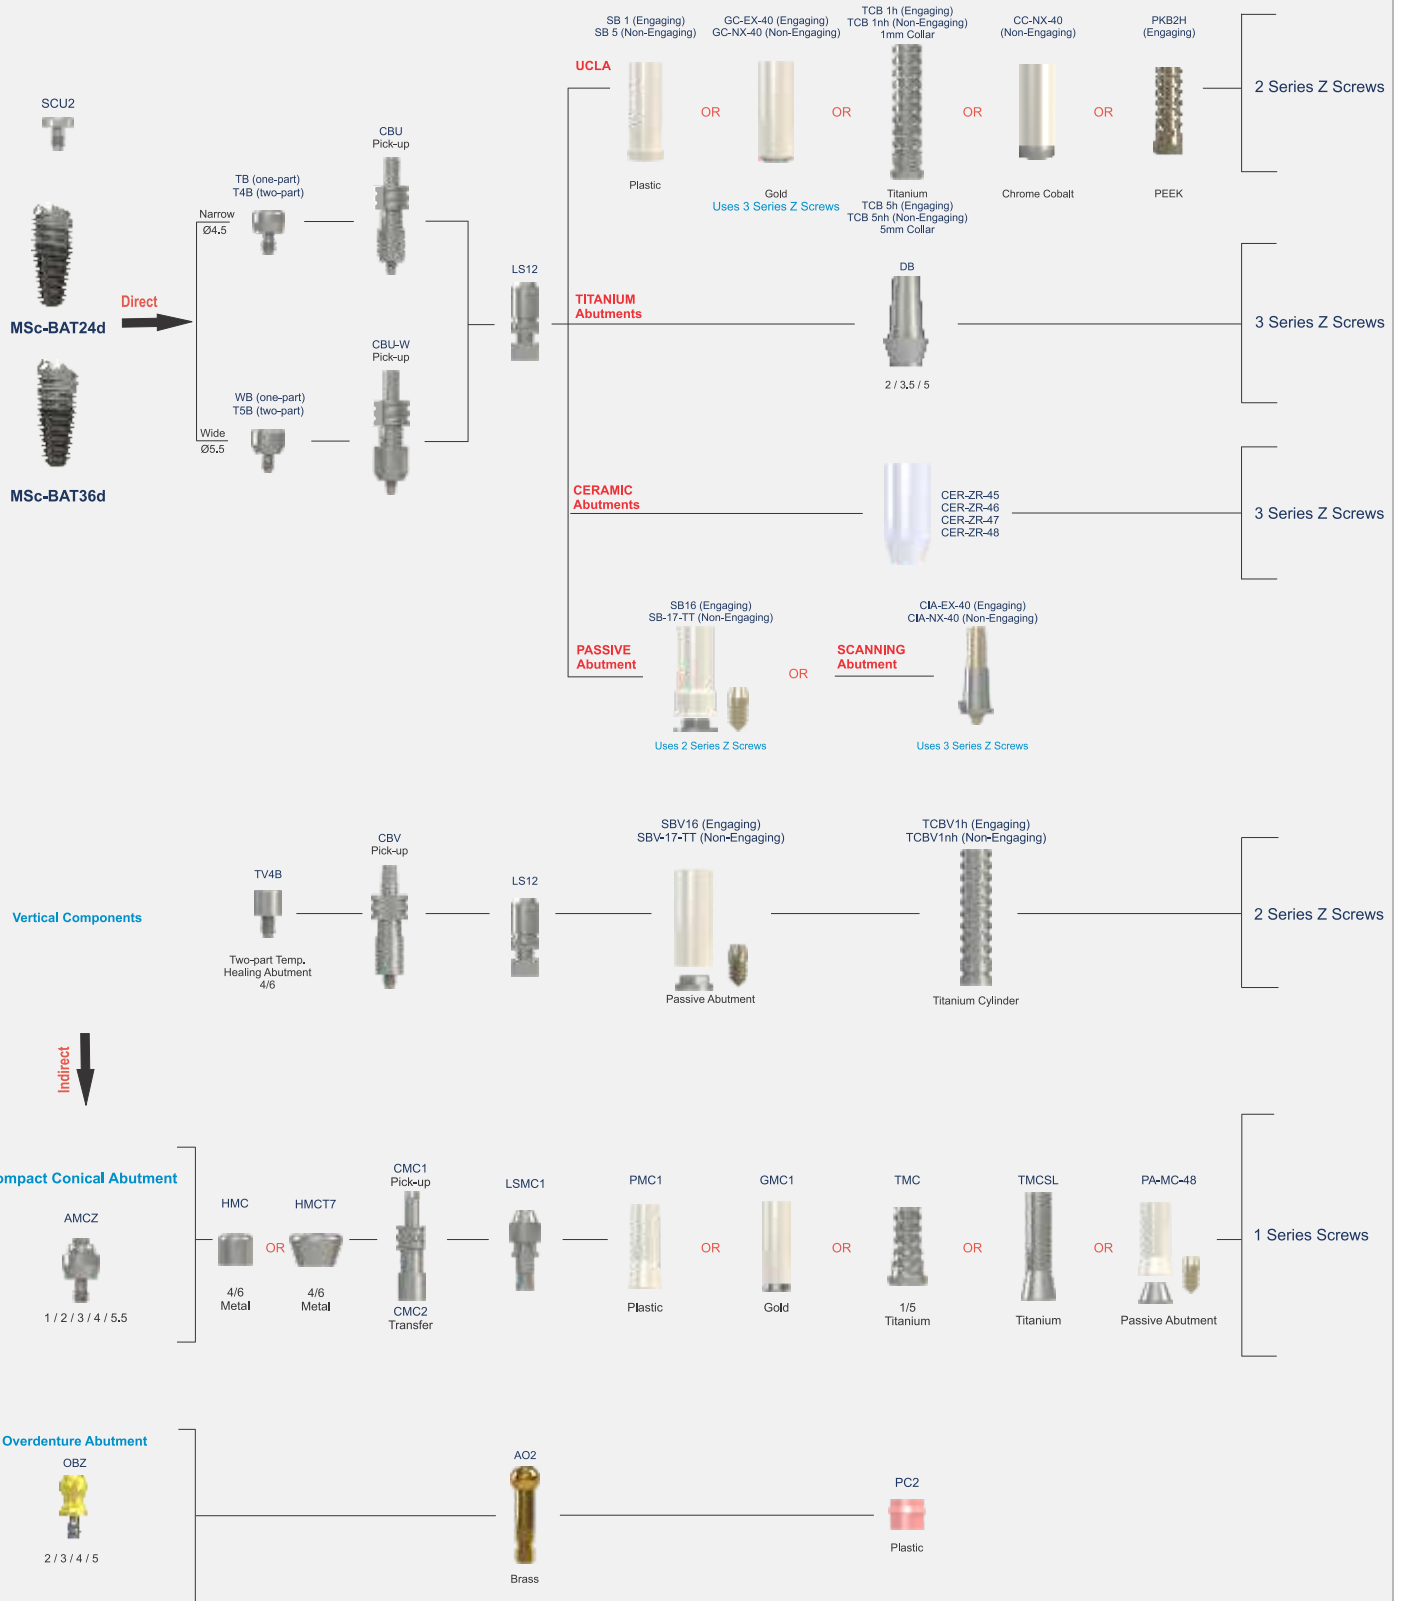 SCU2
MSc-BAT24d
MSc-BAT36d
Direct
Narrow
Ø4.5
TB (one-part)
T4B (two-part)
CBU
Pick-up
Wide
Ø5.5
WB (one-part)
T5B (two-part)
CBU-W
Pick-up
LS12
UCLA
SB 1 (Engaging)
SB 5 (Non-Engaging)
Plastic
OR
GC-EX-40 (Engaging)
GC-NX-40 (Non-Engaging)
Gold
Uses 3 Series Z Screws
OR
TCB 1h (Engaging)
TCB 1nh (Non-Engaging)
1mm Collar
Titanium
TCB 5h (Engaging)
TCB 5nh (Non-Engaging)
5mm Collar
OR
CC-NX-40
(Non-Engaging)
Chrome Cobalt
OR
PKB2H
(Engaging)
PEEK
2 Series Z Screws
TITANIUM
Abutments
DB
2 / 3.5 / 5
3 Series Z Screws
CERAMIC
Abutments
CER-ZR-45
CER-ZR-46
CER-ZR-47
CER-ZR-48
3 Series Z Screws
PASSIVE
Abutment
SB16 (Engaging)
SB-17-TT (Non-Engaging)
Uses 2 Series Z Screws
OR
SCANNING
Abutment
CIA-EX-40 (Engaging)
CIA-NX-40 (Non-Engaging)
Uses 3 Series Z Screws
Vertical Components
TV4B
Two-part Temp.
Healing Abutment
4/6
CBV
Pick-up
LS12
SBV16 (Engaging)
SBV-17-TT (Non-Engaging)
Passive Abutment
TCBV1h (Engaging)
TCBV1nh (Non-Engaging)
Titanium Cylinder
2 Series Z Screws
Indirect
ompact Conical Abutment
AMCZ
1 / 2 / 3 / 4 / 5.5
HMC
4/6
Metal
OR
HMCT7
4/6
Metal
CMC1
Pick-up
CMC2
Transfer
LSMC1
PMC1
Plastic
OR
GMC1
Gold
OR
TMC
1/5
Titanium
OR
TMCSL
Titanium
OR
PA-MC-48
Passive Abutment
1 Series Screws
Overdenture Abutment
OBZ
2 / 3 / 4 / 5
AO2
Brass
PC2
Plastic